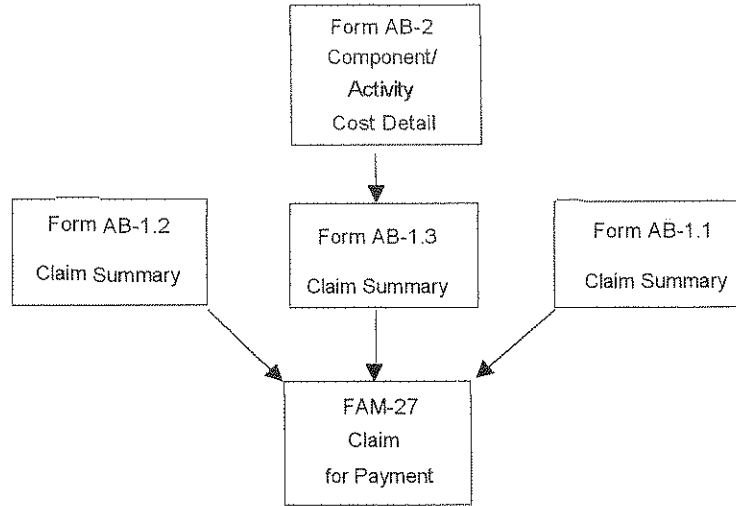 Form AB-2
Component/
Activity
Cost Detail
Form AB-1.2
Claim Summary
Form AB-1.3
Claim Summary
Form AB-1.1
Claim Summary
FAM-27
Claim
for Payment